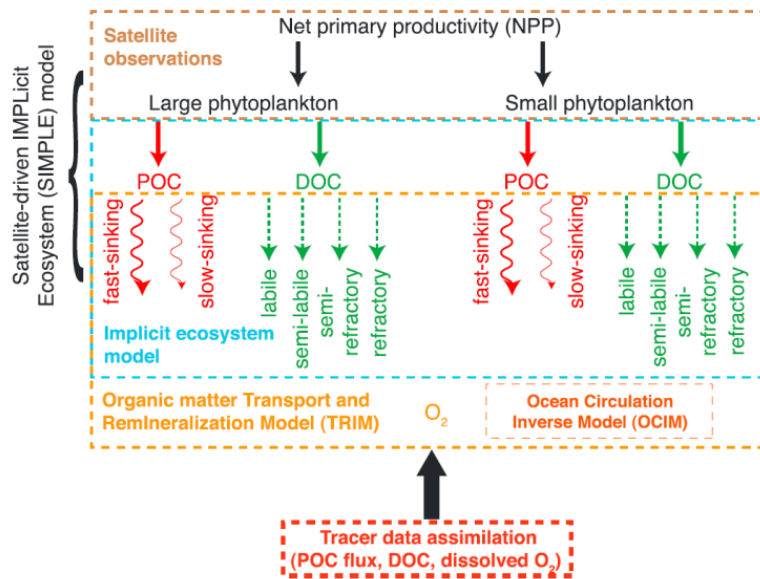 Net primary productivity (NPP)
Satellite
observations
Large phytoplankton
Small phytoplankton
Satellite-driven IMPLicit
Ecosystem (SIMPLE) model
POC
DOC
POC
DOC
fast-sinking
slow-sinking
labile
semi-labile
semi-
refractory
refractory
fast-sinking
slow-sinking
labile
semi-labile
semi-
refractory
refractory
Implicit ecosystem
model
Organic matter Transport and
RemIneralization Model (TRIM)
O2
Ocean Circulation
Inverse Model (OCIM)
Tracer data assimilation
(POC flux, DOC, dissolved O2)